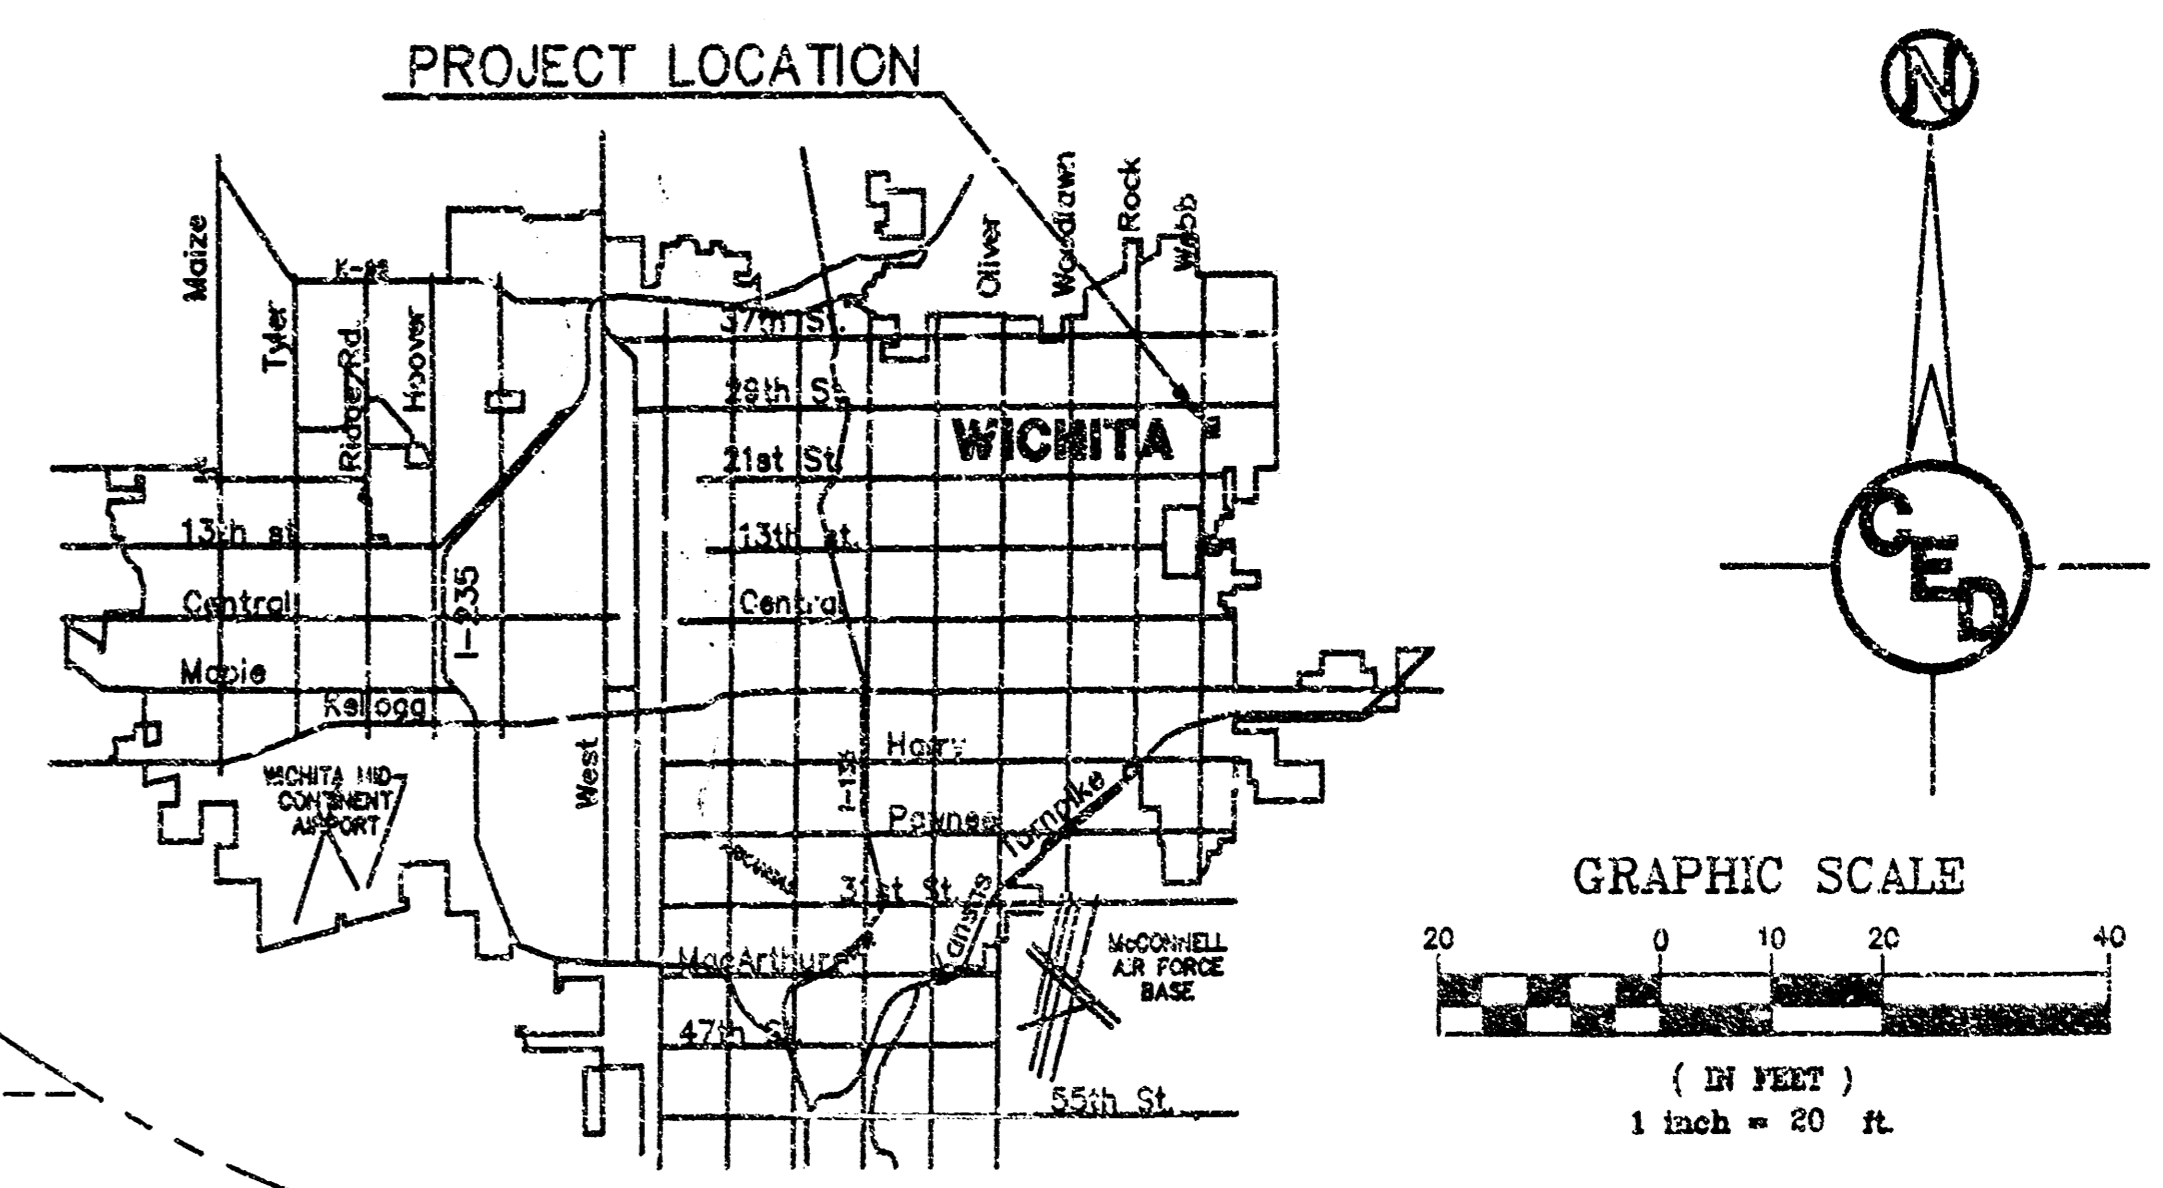 PROJECT LOCATION
N
Maize
Tyler
Ridge Rd.
Hoover
Oliver
Woodlawn
Rock
Webb
37th St.
29th St
WICHITA
21st St.
13th st
13th st.
I-235
Central
Central
Maple
Kellogg
West
I-135
Harry
WICHITA MID-
CONTINENT
AIRPORT
Pawnee
Turnpike
Kansas
Arkansas
31st St.
MacArthur
McCONNELL
AIR FORCE
BASE
47th St
55th St.
CED
GRAPHIC SCALE
20 0 10 20 40
( IN FEET )
1 inch = 20 ft.